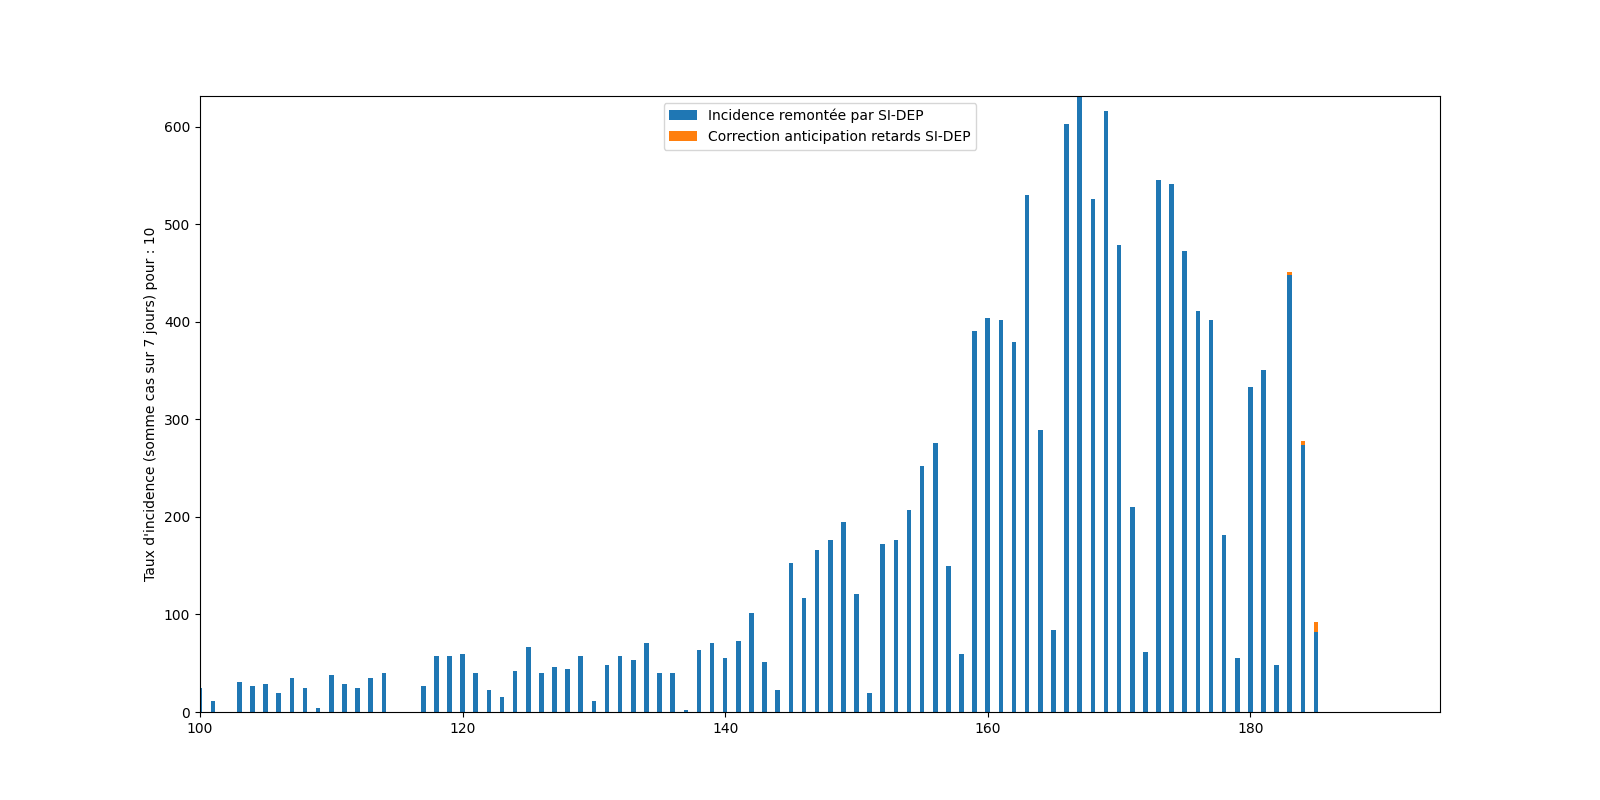 Incidence remontée par SI-DEP
Correction anticipation retards SI-DEP
Taux d'incidence (somme cas sur 7 jours) pour : 10
600
500
400
300
200
100
0
100 120 140 160 180